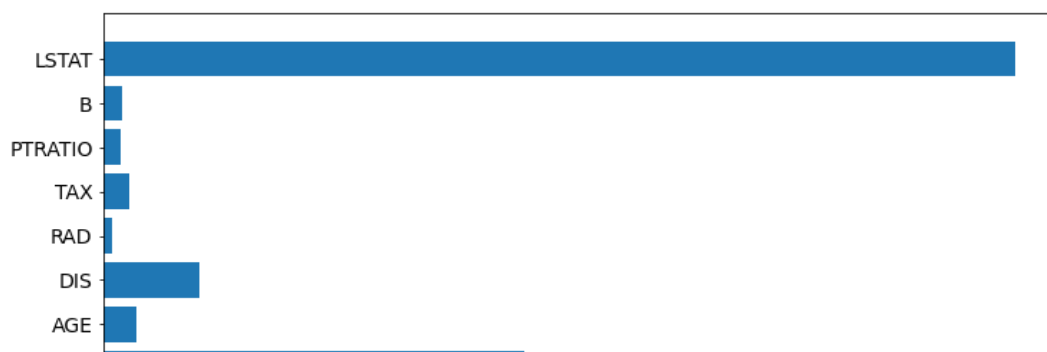 LSTAT
B
PTRATIO
TAX
RAD
DIS
AGE